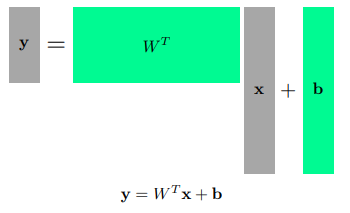 y = W^T x + b
y = W^T x + b